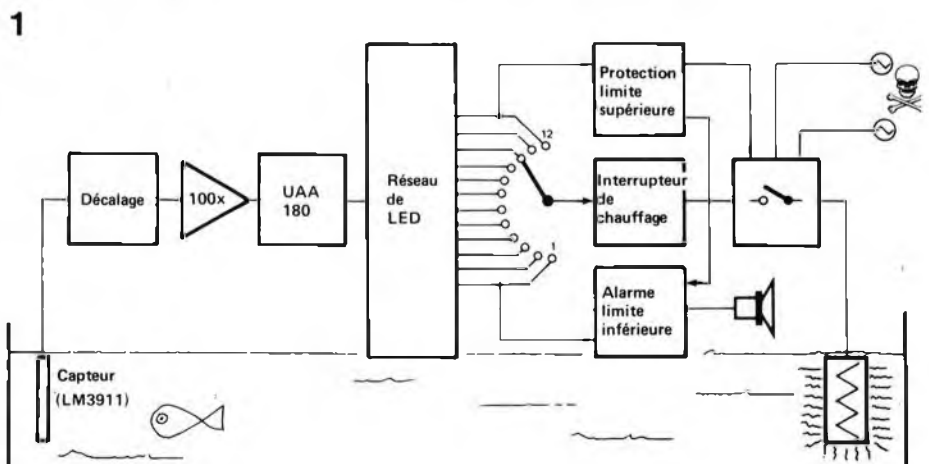 1
Protection
limite
supérieure
12
Décalage
100x
UAA
180
Réseau
de
LED
Interrupteur
de
chauffage
1
Alarme
limite
inférieure
Capteur
(LM3911)